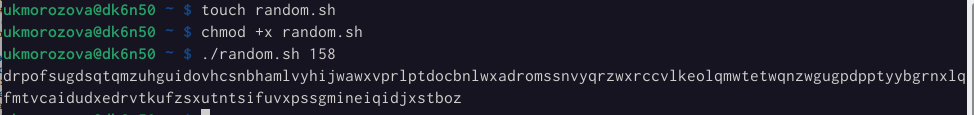 ukmorozova@dk6n50 ~ $ touch random.sh
ukmorozova@dk6n50 ~ $ chmod +x random.sh
ukmorozova@dk6n50 ~ $ ./random.sh 158
drpofsugdsqtqmzuhguidovhcsnbhamlvyhijwawxvprlptdocbnlwxadromssnvyqrzwxrccvlkeolqmwtetwqnzwgugpdpptyybgrnxlq
fmtvcaidudxedrvtkufzsxutntsifuvxpssgmineiqidjxstboz